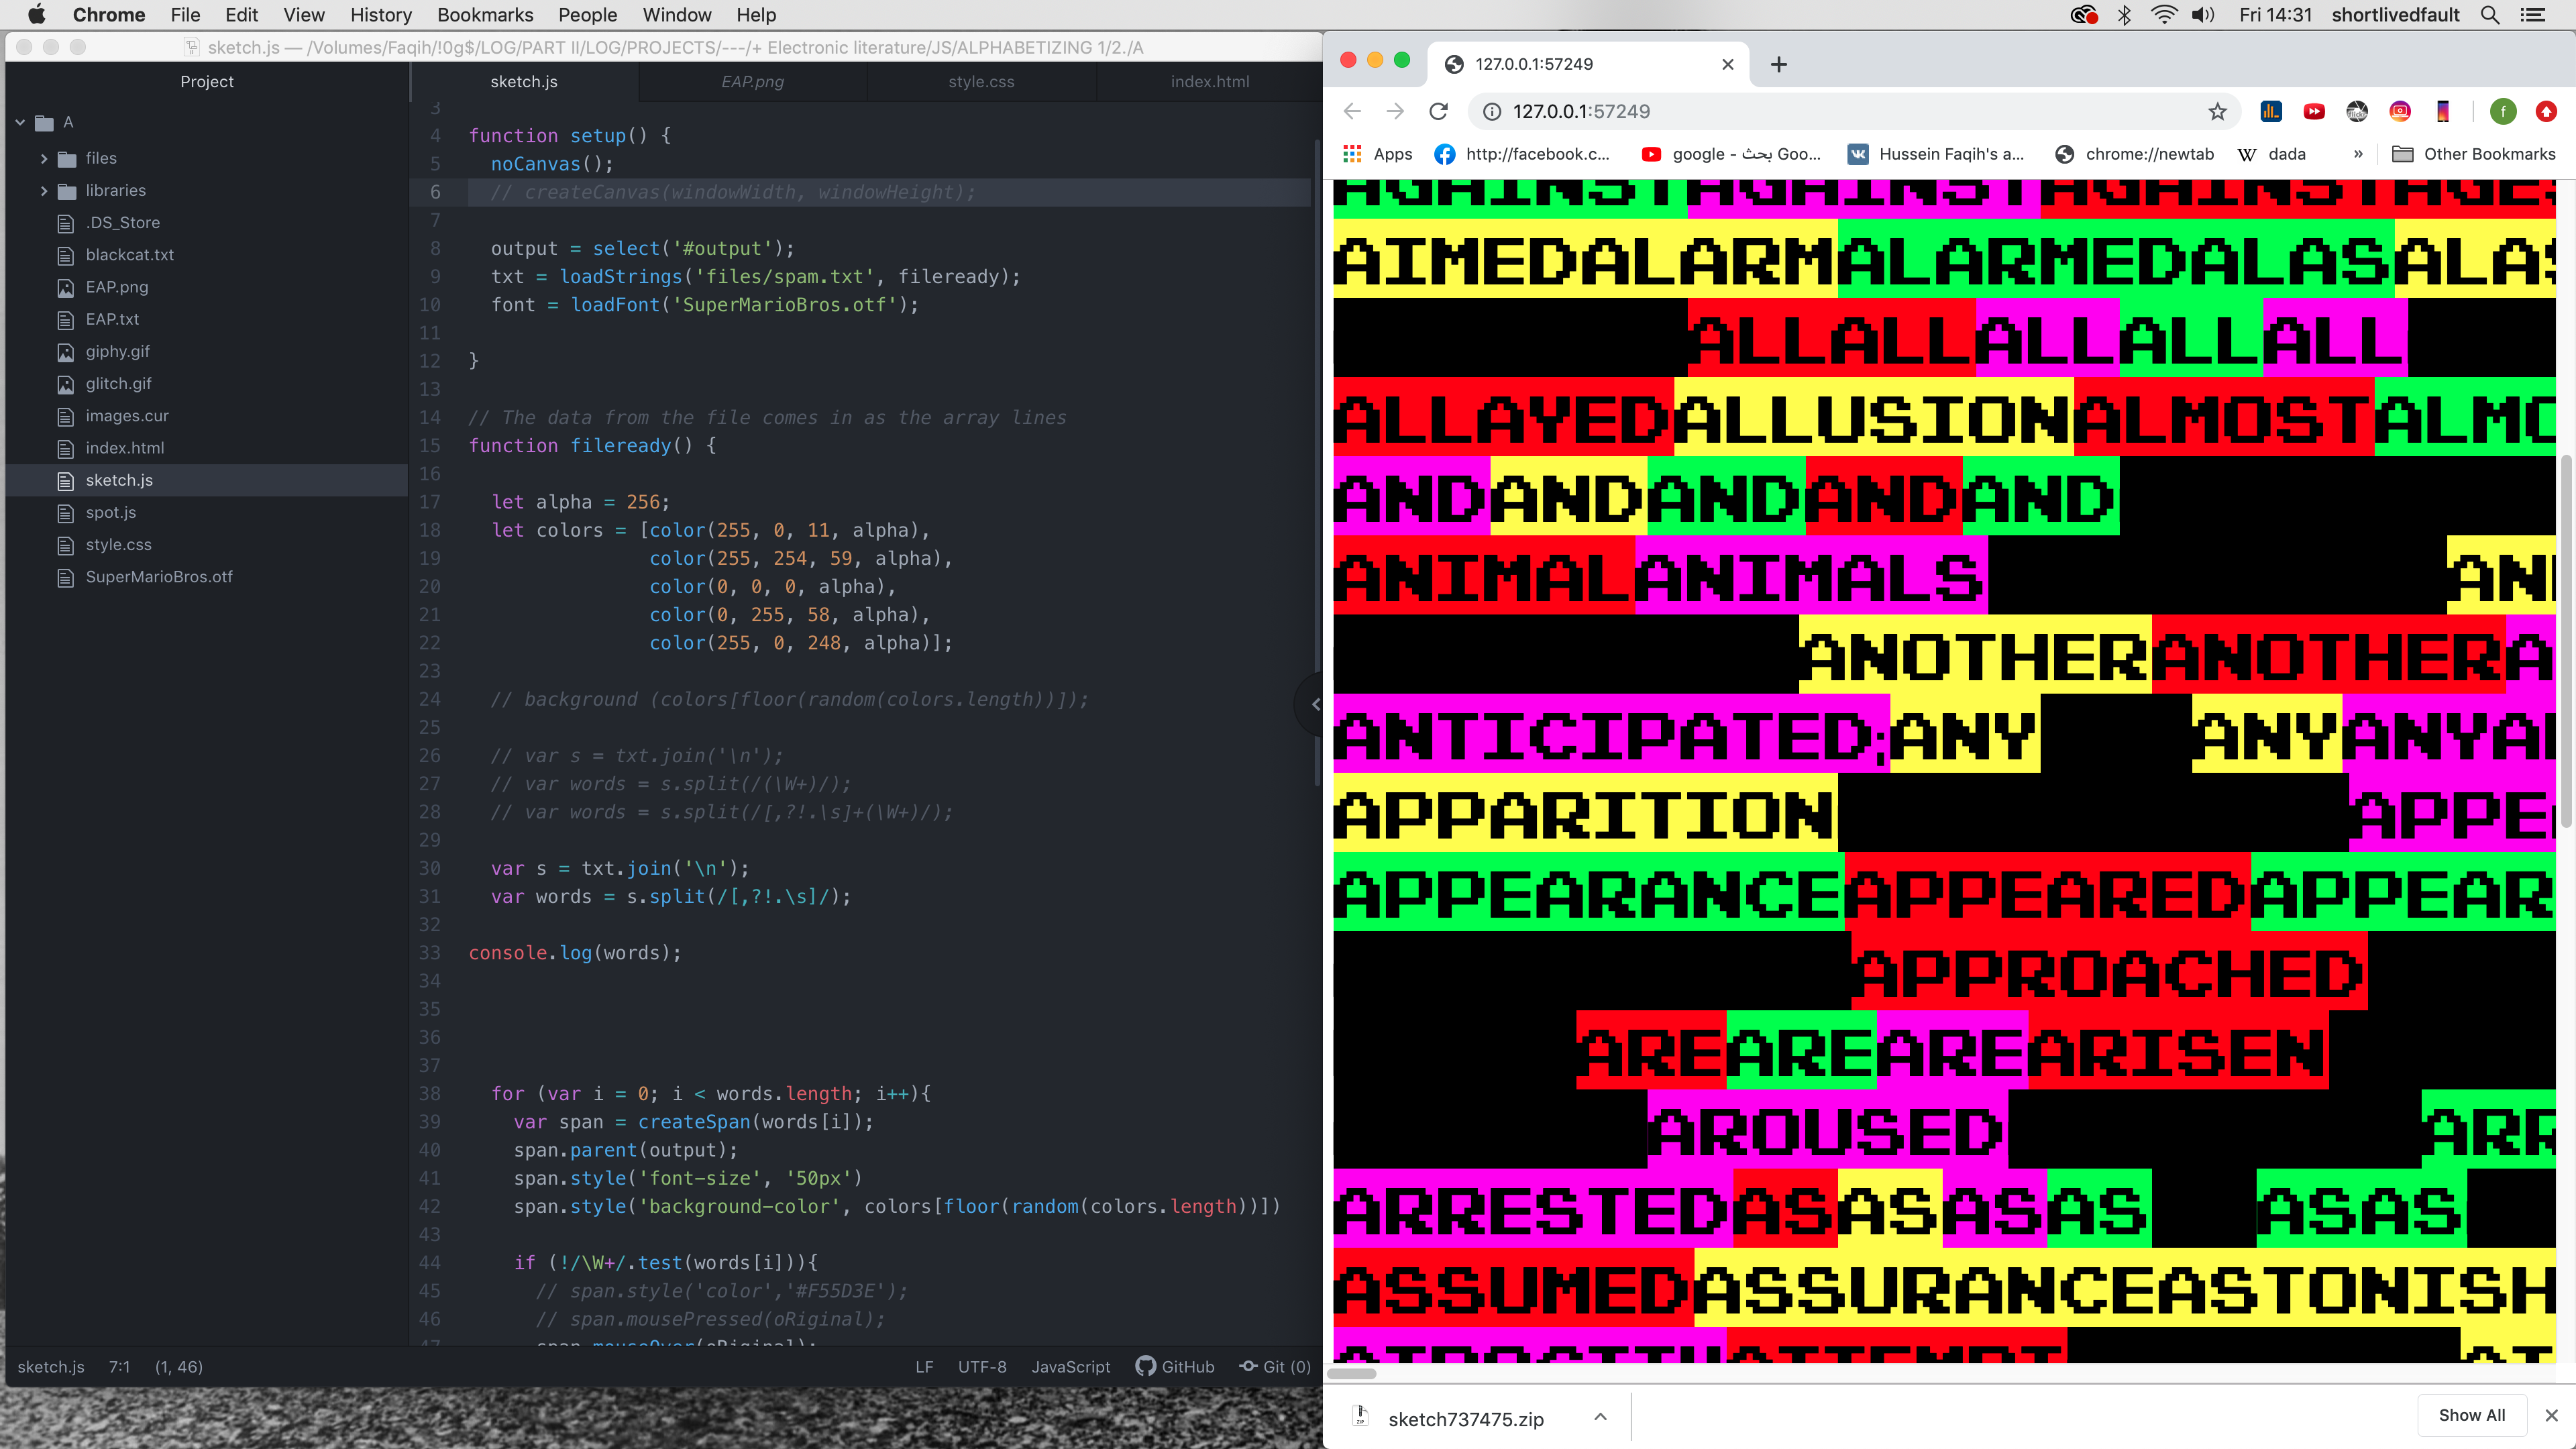 Chrome File Edit View History Bookmarks People Window Help
Fri 14:31 shortlivedfault
sketch.js — /Volumes/Faqih/!0g$/LOG/PART II/LOG/PROJECTS/---/+ Electronic literature/JS/ALPHABETIZING 1/2./A
Project
A
files
libraries
.DS_Store
blackcat.txt
EAP.png
EAP.txt
giphy.gif
glitch.gif
images.cur
index.html
sketch.js
spot.js
style.css
SuperMarioBros.otf
sketch.js EAP.png style.css index.html
3
4 function setup() {
5 noCanvas();
6 // createCanvas(windowWidth, windowHeight);
7
8 output = select('#output');
9 txt = loadStrings('files/spam.txt', fileready);
10 font = loadFont('SuperMarioBros.otf');
11
12 }
13
14 // The data from the file comes in as the array lines
15 function fileready() {
16
17 let alpha = 256;
18 let colors = [color(255, 0, 11, alpha),
19 color(255, 254, 59, alpha),
20 color(0, 0, 0, alpha),
21 color(0, 255, 58, alpha),
22 color(255, 0, 248, alpha)];
23
24 // background (colors[floor(random(colors.length))]);
25
26 // var s = txt.join('\n');
27 // var words = s.split(/(\W+)/);
28 // var words = s.split(/[,?!.\s]+(\W+)/);
29
30 var s = txt.join('\n');
31 var words = s.split(/[,?!.\s]/);
32
33 console.log(words);
34
35
36
37
38 for (var i = 0; i < words.length; i++){
39 var span = createSpan(words[i]);
40 span.parent(output);
41 span.style('font-size', '50px')
42 span.style('background-color', colors[floor(random(colors.length))])
43
44 if (!/\W+/.test(words[i])){
45 // span.style('color','#F55D3E');
46 // span.mousePressed(oRiginal);
47 span.mouseOver(oRiginal);
sketch.js 7:1 (1, 46)
LF UTF-8 JavaScript GitHub Git (0)
127.0.0.1:57249
127.0.0.1:57249
f
Apps http://facebook.c... google - بحث Goo... Hussein Faqih's a... chrome://newtab W dada » Other Bookmarks
AGAINSTAGAINSTAGAINSTAGES
AIMEDALARMALARMEDALASALAS
ALLALLALLALLALL
ALLAYEDALLUSIONALMOSTALMO
ANDANDANDANDAND
ANIMALANIMALS AN
ANOTHERANOTHERA
ANTICIPATED;ANY ANYANYA
APPARITION APPE
APPEARANCEAPPEAREDAPPEAR
APPROACHED
AREAREAREARISEN
AROUSED ARR
ARRESTEDASASASAS ASAS
ASSUMEDASSURANCEASTONISH
ATROCITYATTEMPT AT
sketch737475.zip
Show All